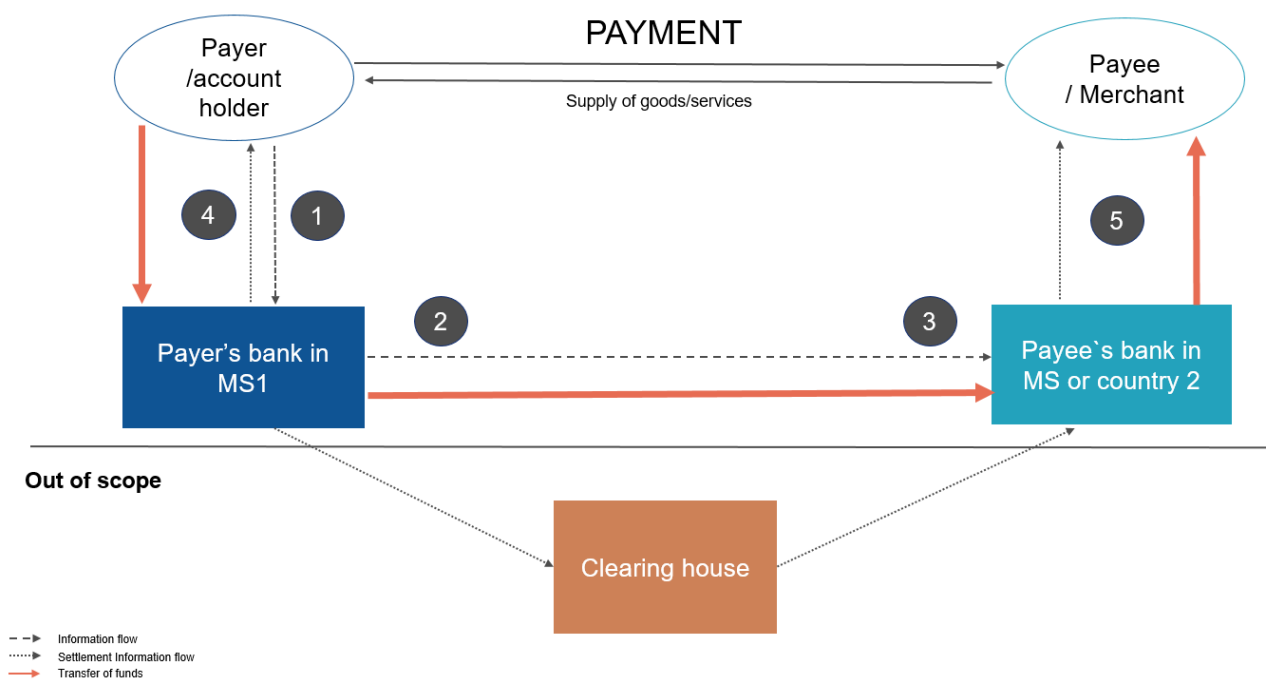 PAYMENT
Payer
/account
holder
Payee
/ Merchant
Supply of goods/services
4
1
5
2
3
Payer’s bank in
MS1
Payee`s bank in
MS or country 2
Out of scope
Clearing house
Information flow
Settlement Information flow
Transfer of funds